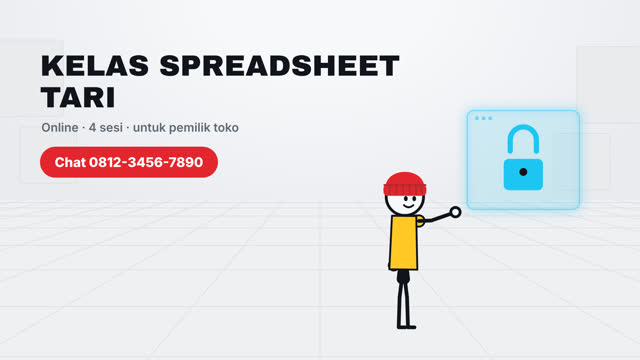 KELAS SPREADSHEET
TARI
Online · 4 sesi · untuk pemilik toko
Chat 0812-3456-7890